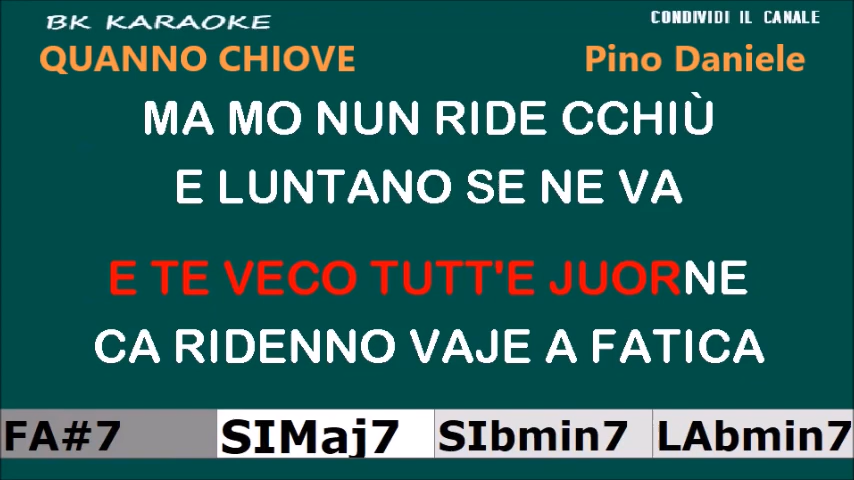 BK KARAOKE
CONDIVIDI IL CANALE
QUANNO CHIOVE
Pino Daniele
MA MO NUN RIDE CCHIÙ
E LUNTANO SE NE VA
E TE VECO TUTT'E JUORNE
CA RIDENNO VAJE A FATICA
FA#7 SIMaj7 SIbmin7 LAbmin7